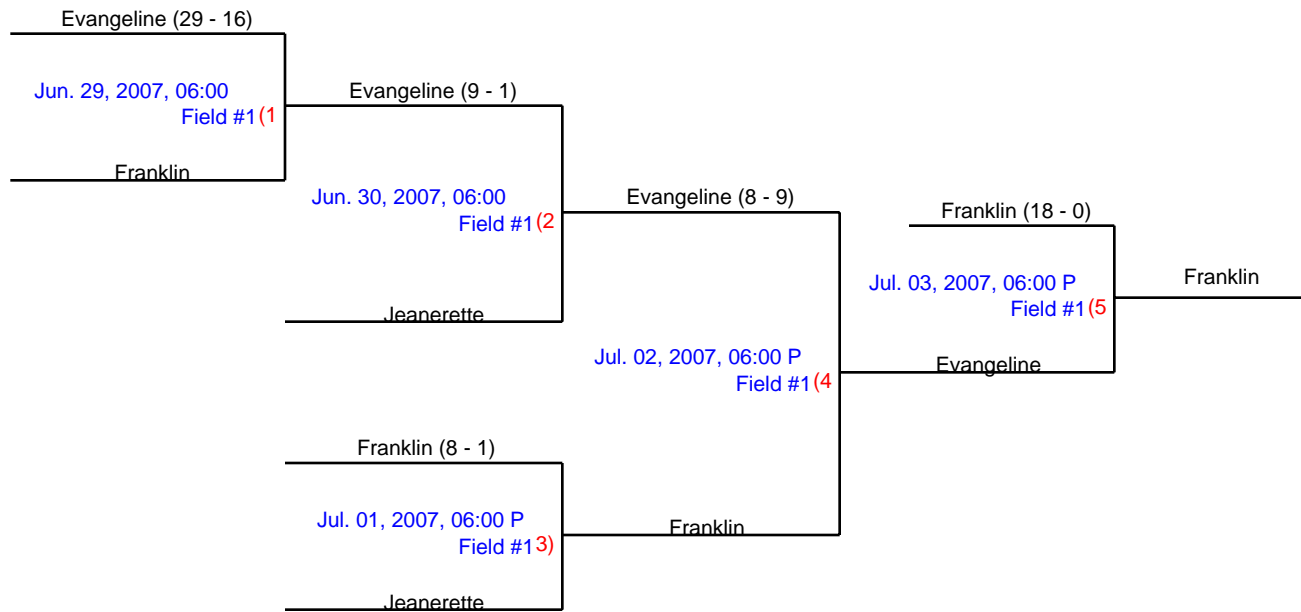 Evangeline (29 - 16)
Jun. 29, 2007, 06:00
Field #1 (1
Franklin
Evangeline (9 - 1)
Jun. 30, 2007, 06:00
Field #1 (2
Jeanerette
Evangeline (8 - 9)
Jul. 02, 2007, 06:00 P
Field #1 (4
Franklin (8 - 1)
Jul. 01, 2007, 06:00 P
Field #1 3)
Jeanerette
Franklin
Franklin (18 - 0)
Jul. 03, 2007, 06:00 P
Field #1 (5
Evangeline
Franklin